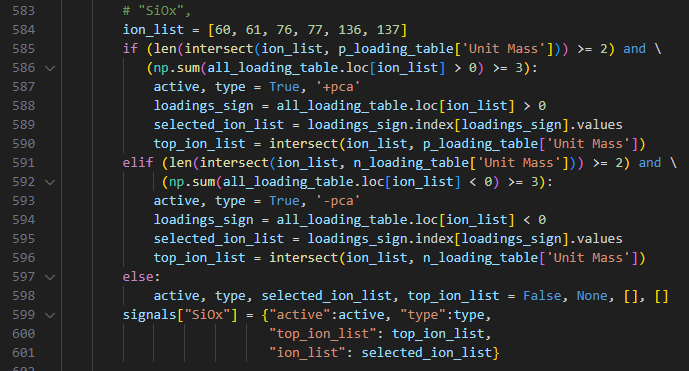 583 # "SiOx",
584 ion_list = [60, 61, 76, 77, 136, 137]
585 if (len(intersect(ion_list, p_loading_table['Unit Mass'])) >= 2) and \
586 (np.sum(all_loading_table.loc[ion_list] > 0) >= 3):
587 active, type = True, '+pca'
588 loadings_sign = all_loading_table.loc[ion_list] > 0
589 selected_ion_list = loadings_sign.index[loadings_sign].values
590 top_ion_list = intersect(ion_list, p_loading_table['Unit Mass'])
591 elif (len(intersect(ion_list, n_loading_table['Unit Mass'])) >= 2) and \
592 (np.sum(all_loading_table.loc[ion_list] < 0) >= 3):
593 active, type = True, '-pca'
594 loadings_sign = all_loading_table.loc[ion_list] < 0
595 selected_ion_list = loadings_sign.index[loadings_sign].values
596 top_ion_list = intersect(ion_list, n_loading_table['Unit Mass'])
597 else:
598 active, type, selected_ion_list, top_ion_list = False, None, [], []
599 signals["SiOx"] = {"active":active, "type":type,
600 "top_ion_list": top_ion_list,
601 "ion_list": selected_ion_list}